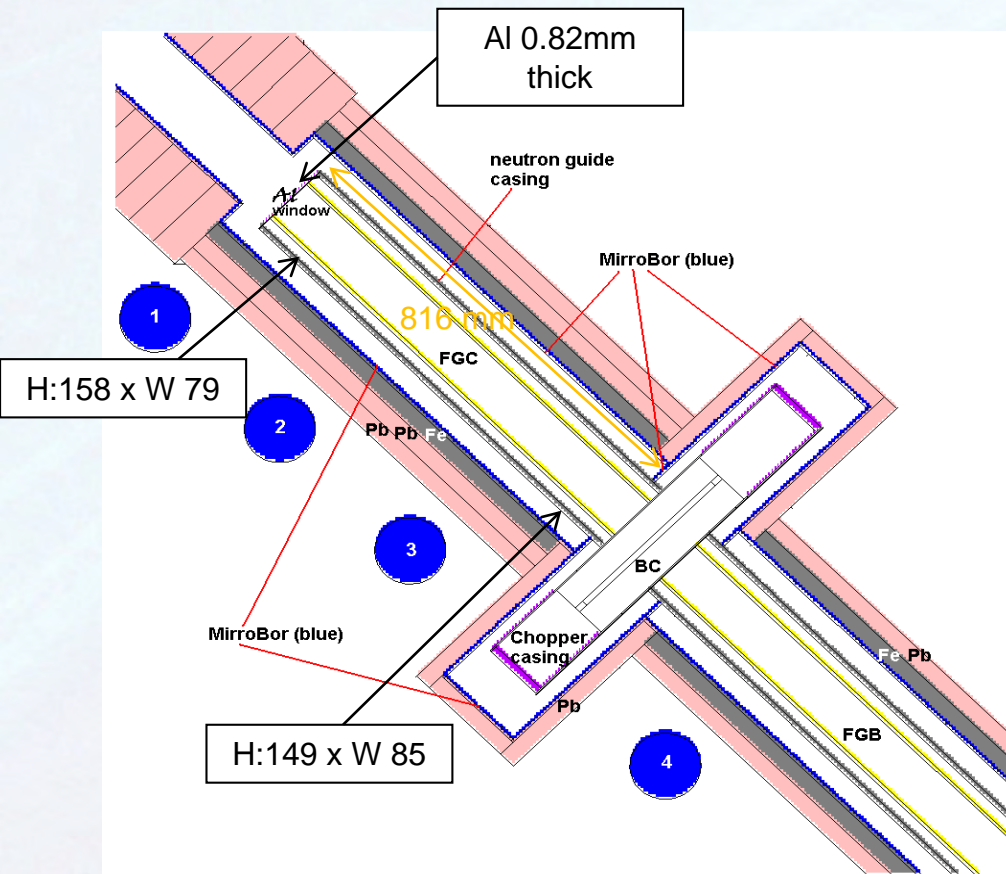 Al 0.82mm
thick
neutron guide
casing
Al
window
MirroBor (blue)
1
816 mm
FGC
H:158 x W 79
2
Pb Pb Fe
3
BC
MirroBor (blue)
Chopper
casing
Fe Pb
Pb
H:149 x W 85
FGB
4